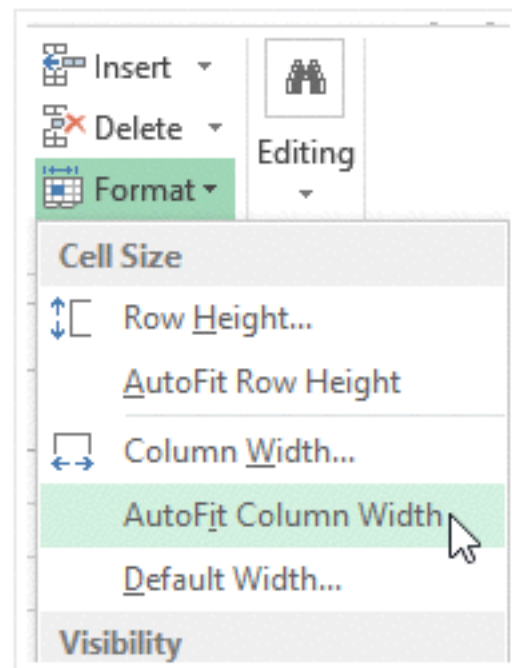 Insert
Delete
Format
Editing
Cell Size
Row Height...
AutoFit Row Height
Column Width...
AutoFit Column Width
Default Width...
Visibility